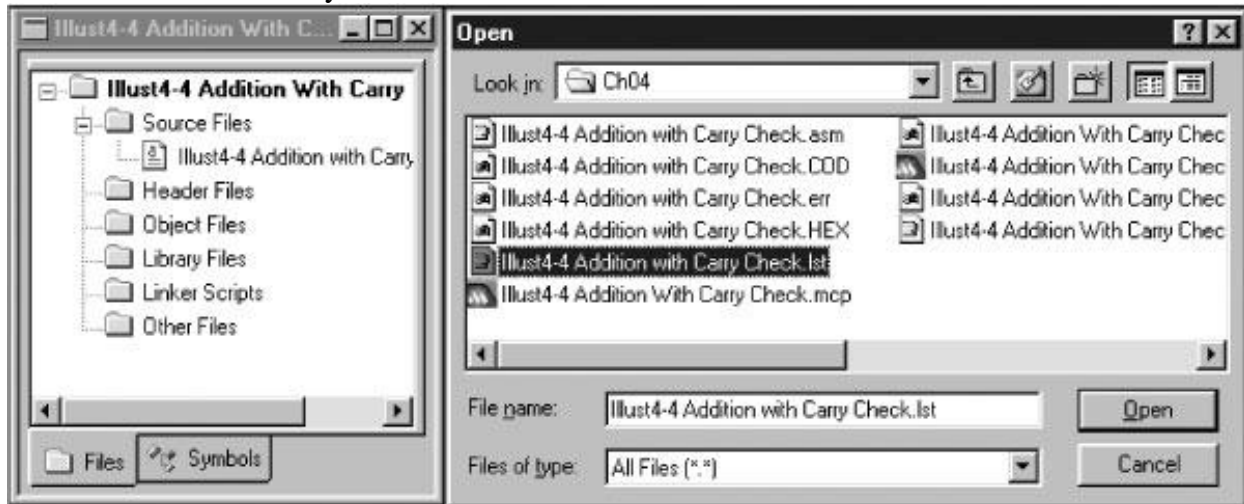 Illust4-4 Addition With C...
Illust4-4 Addition With Carry
Source Files
Illust4-4 Addition with Carry
Header Files
Object Files
Library Files
Linker Scripts
Other Files
Files
Symbols
Open
Look in:
Ch04
Illust4-4 Addition with Carry Check.asm
Illust4-4 Addition with Carry Check.COD
Illust4-4 Addition with Carry Check.err
Illust4-4 Addition with Carry Check.HEX
Illust4-4 Addition with Carry Check.lst
Illust4-4 Addition With Carry Check.mcp
Illust4-4 Addition With Carry Chec
Illust4-4 Addition With Carry Chec
Illust4-4 Addition With Carry Chec
Illust4-4 Addition With Carry Chec
File name:
Illust4-4 Addition with Carry Check.lst
Open
Files of type:
All Files (*.*)
Cancel